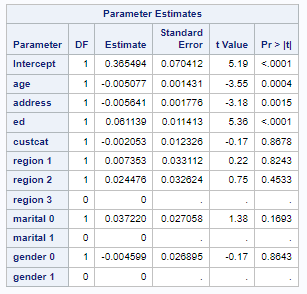 Parameter Estimates
Parameter DF Estimate Standard Error t Value Pr > |t|
Intercept 1 0.365494 0.070412 5.19 <.0001
age 1 -0.005077 0.001431 -3.55 0.0004
address 1 -0.005641 0.001776 -3.18 0.0015
ed 1 0.061139 0.011413 5.36 <.0001
custcat 1 -0.002053 0.012326 -0.17 0.8678
region 1 1 0.007353 0.033112 0.22 0.8243
region 2 1 0.024476 0.032624 0.75 0.4533
region 3 0 0 . . .
marital 0 1 0.037220 0.027058 1.38 0.1693
marital 1 0 0 . . .
gender 0 1 -0.004599 0.026895 -0.17 0.8643
gender 1 0 0 . . .